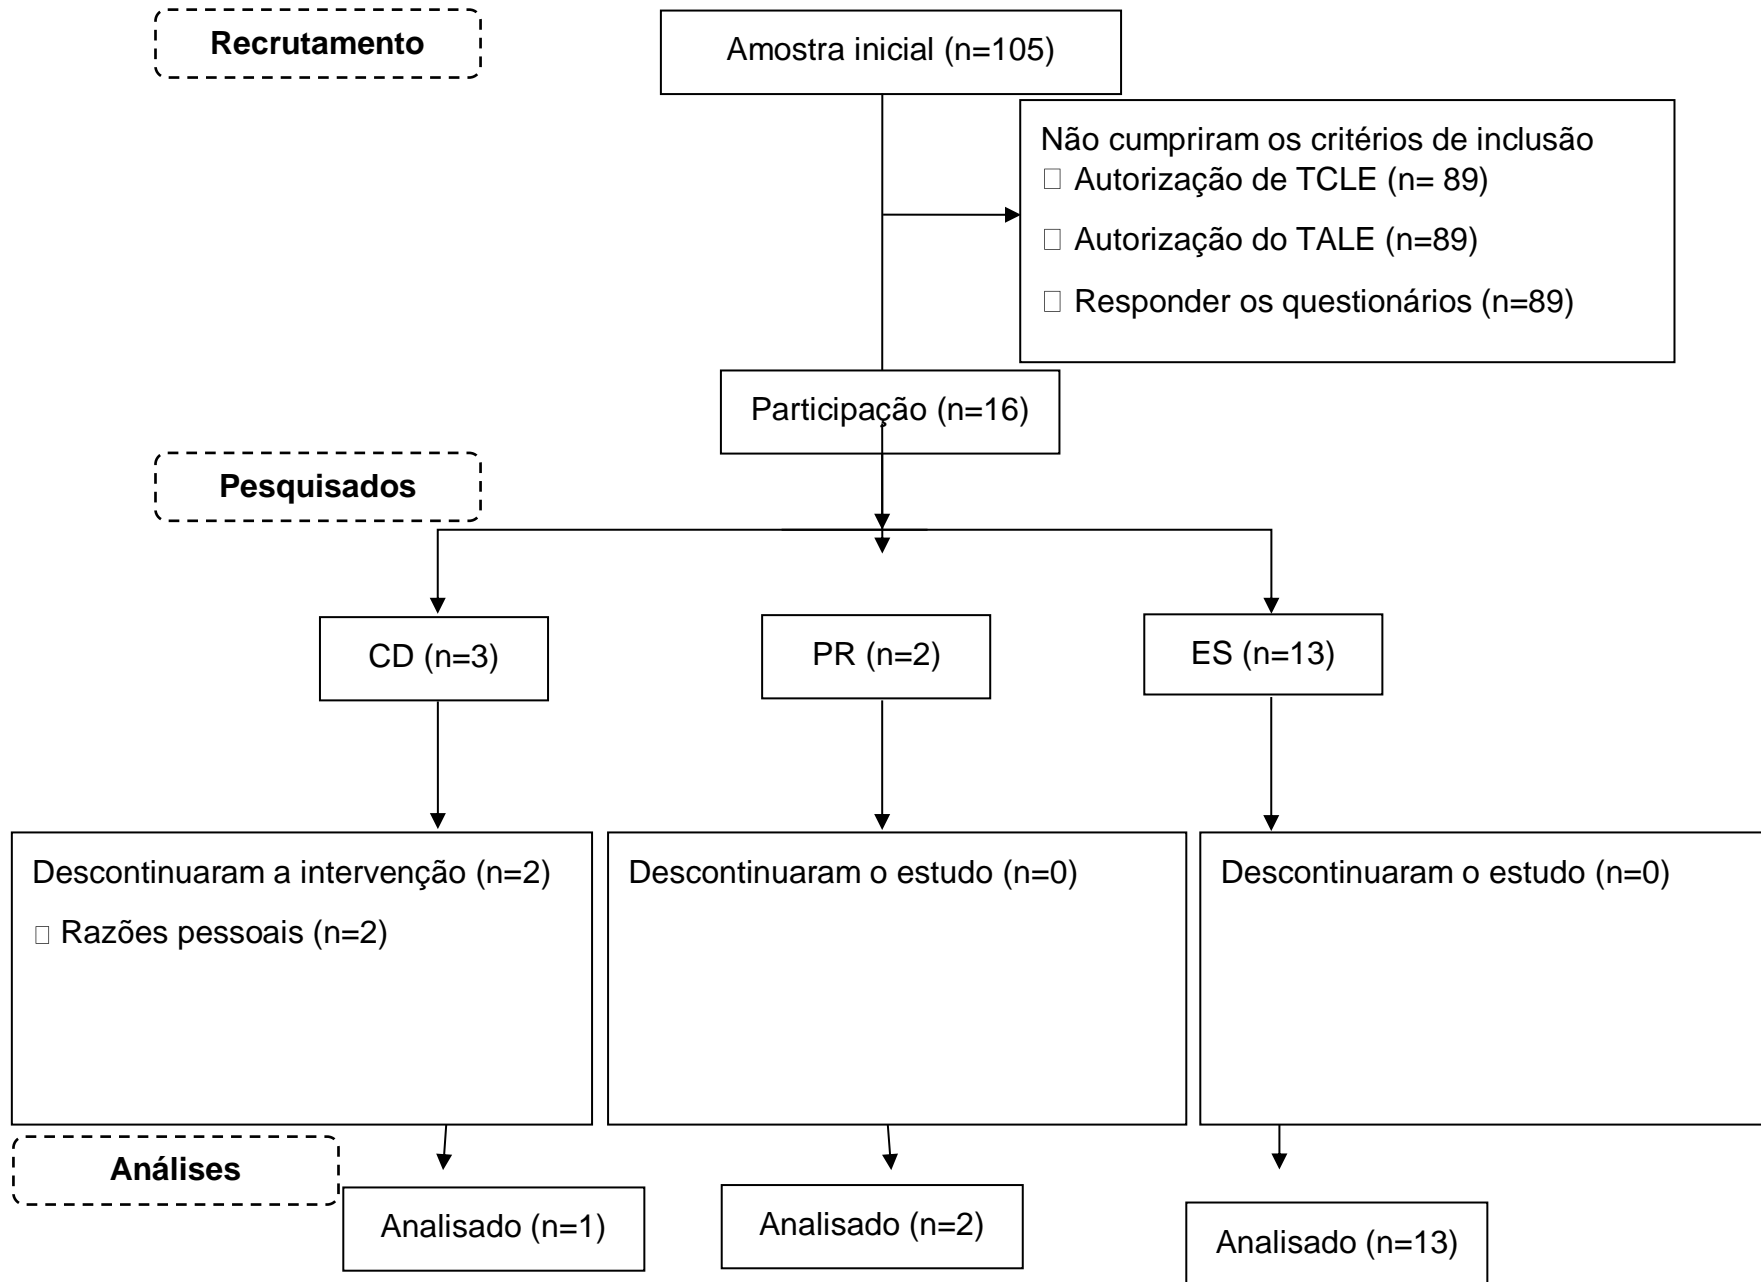 Recrutamento
Amostra inicial (n=105)
Não cumpriram os critérios de inclusão
□ Autorização de TCLE (n= 89)
□ Autorização do TALE (n=89)
□ Responder os questionários (n=89)
Participação (n=16)
Pesquisados
CD (n=3)
PR (n=2)
ES (n=13)
Descontinuaram a intervenção (n=2)
□ Razões pessoais (n=2)
Descontinuaram o estudo (n=0)
Descontinuaram o estudo (n=0)
Análises
Analisado (n=1)
Analisado (n=2)
Analisado (n=13)